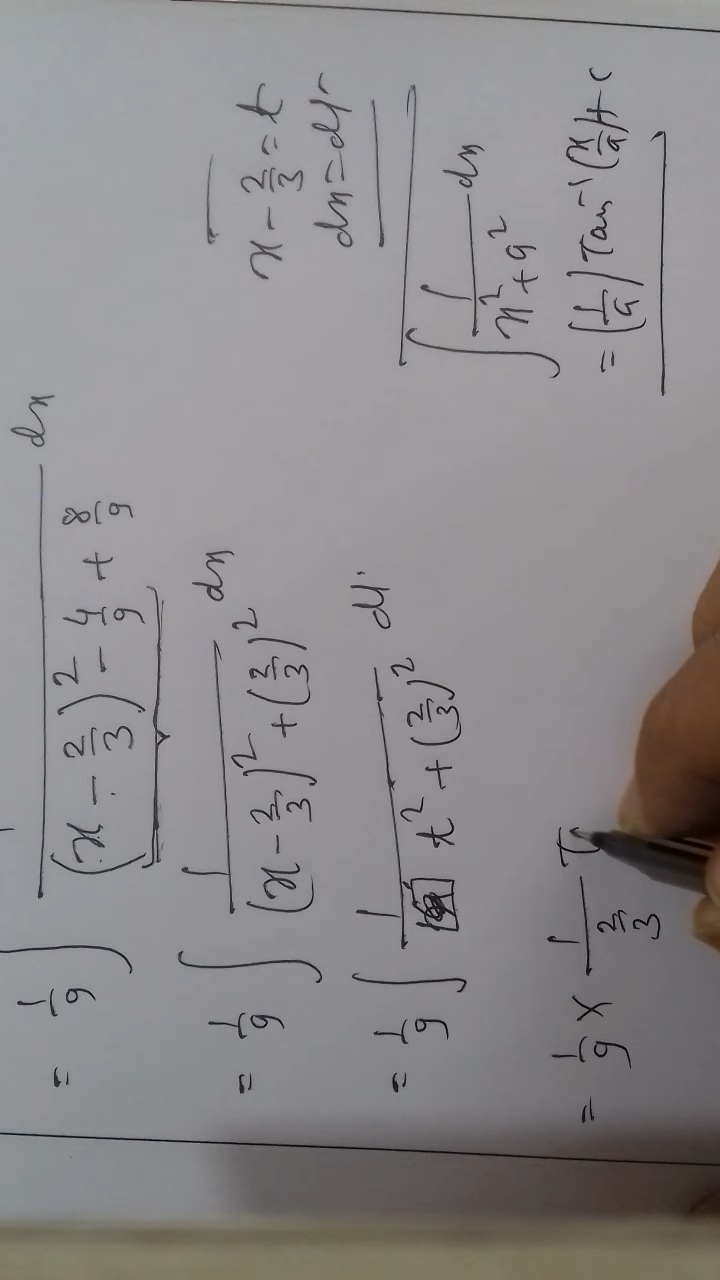 = 1/9 ∫ 1/((x - 2/3)² - 4/9 + 8/9) dx
= 1/9 ∫ 1/((x - 2/3)² + (2/3)²) dx
= 1/9 ∫ 1/(t² + (2/3)²) dt
= 1/9 × 1/(2/3) T
x - 2/3 = t
dx = dt
∫ 1/(x² + a²) dx
= (1/a) Tan⁻¹(x/a) + c